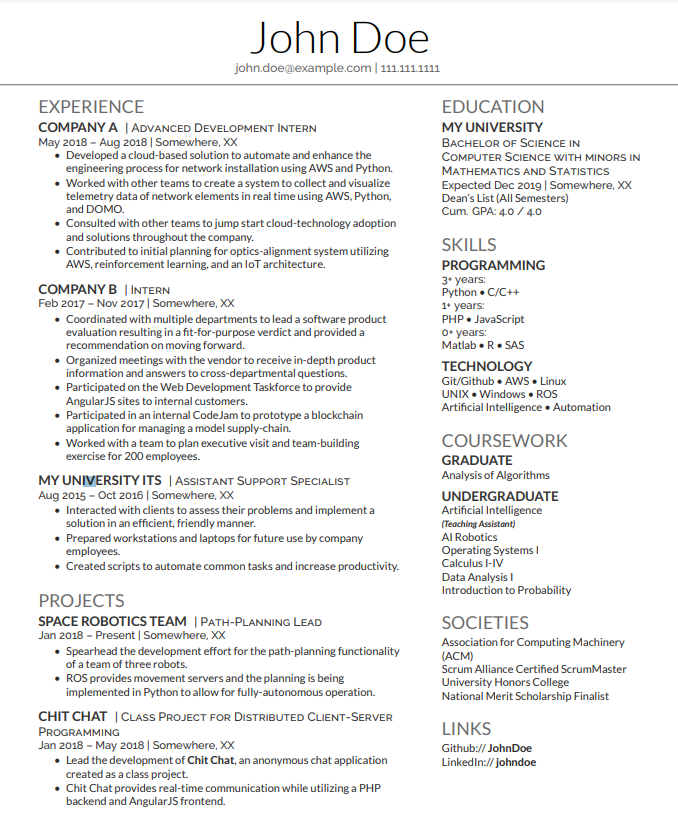 John Doe
john.doe@example.com | 111.111.1111
EXPERIENCE
COMPANY A | ADVANCED DEVELOPMENT INTERN
May 2018 – Aug 2018 | Somewhere, XX
• Developed a cloud-based solution to automate and enhance the
engineering process for network installation using AWS and Python.
• Worked with other teams to create a system to collect and visualize
telemetry data of network elements in real time using AWS, Python,
and DOMO.
• Consulted with other teams to jump start cloud-technology adoption
and solutions throughout the company.
• Contributed to initial planning for optics-alignment system utilizing
AWS, reinforcement learning, and an IoT architecture.
COMPANY B | INTERN
Feb 2017 – Nov 2017 | Somewhere, XX
• Coordinated with multiple departments to lead a software product
evaluation resulting in a fit-for-purpose verdict and provided a
recommendation on moving forward.
• Organized meetings with the vendor to receive in-depth product
information and answers to cross-departmental questions.
• Participated on the Web Development Taskforce to provide
AngularJS sites to internal customers.
• Participated in an internal CodeJam to prototype a blockchain
application for managing a model supply-chain.
• Worked with a team to plan executive visit and team-building
exercise for 200 employees.
MY UNIVERSITY ITS | ASSISTANT SUPPORT SPECIALIST
Aug 2015 – Oct 2016 | Somewhere, XX
• Interacted with clients to assess their problems and implement a
solution in an efficient, friendly manner.
• Prepared workstations and laptops for future use by company
employees.
• Created scripts to automate common tasks and increase productivity.
PROJECTS
SPACE ROBOTICS TEAM | PATH-PLANNING LEAD
Jan 2018 – Present | Somewhere, XX
• Spearhead the development effort for the path-planning functionality
of a team of three robots.
• ROS provides movement servers and the planning is being
implemented in Python to allow for fully-autonomous operation.
CHIT CHAT | CLASS PROJECT FOR DISTRIBUTED CLIENT-SERVER
PROGRAMMING
Jan 2018 – May 2018 | Somewhere, XX
• Lead the development of Chit Chat, an anonymous chat application
created as a class project.
• Chit Chat provides real-time communication while utilizing a PHP
backend and AngularJS frontend.
EDUCATION
MY UNIVERSITY
BACHELOR OF SCIENCE IN
COMPUTER SCIENCE WITH MINORS IN
MATHEMATICS AND STATISTICS
Expected Dec 2019 | Somewhere, XX
Dean's List (All Semesters)
Cum. GPA: 4.0 / 4.0
SKILLS
PROGRAMMING
3+ years:
Python • C/C++
1+ years:
PHP • JavaScript
0+ years:
Matlab • R • SAS
TECHNOLOGY
Git/Github • AWS • Linux
UNIX • Windows • ROS
Artificial Intelligence • Automation
COURSEWORK
GRADUATE
Analysis of Algorithms
UNDERGRADUATE
Artificial Intelligence
(Teaching Assistant)
AI Robotics
Operating Systems I
Calculus I-IV
Data Analysis I
Introduction to Probability
SOCIETIES
Association for Computing Machinery
(ACM)
Scrum Alliance Certified ScrumMaster
University Honors College
National Merit Scholarship Finalist
LINKS
Github:// JohnDoe
LinkedIn:// johndoe